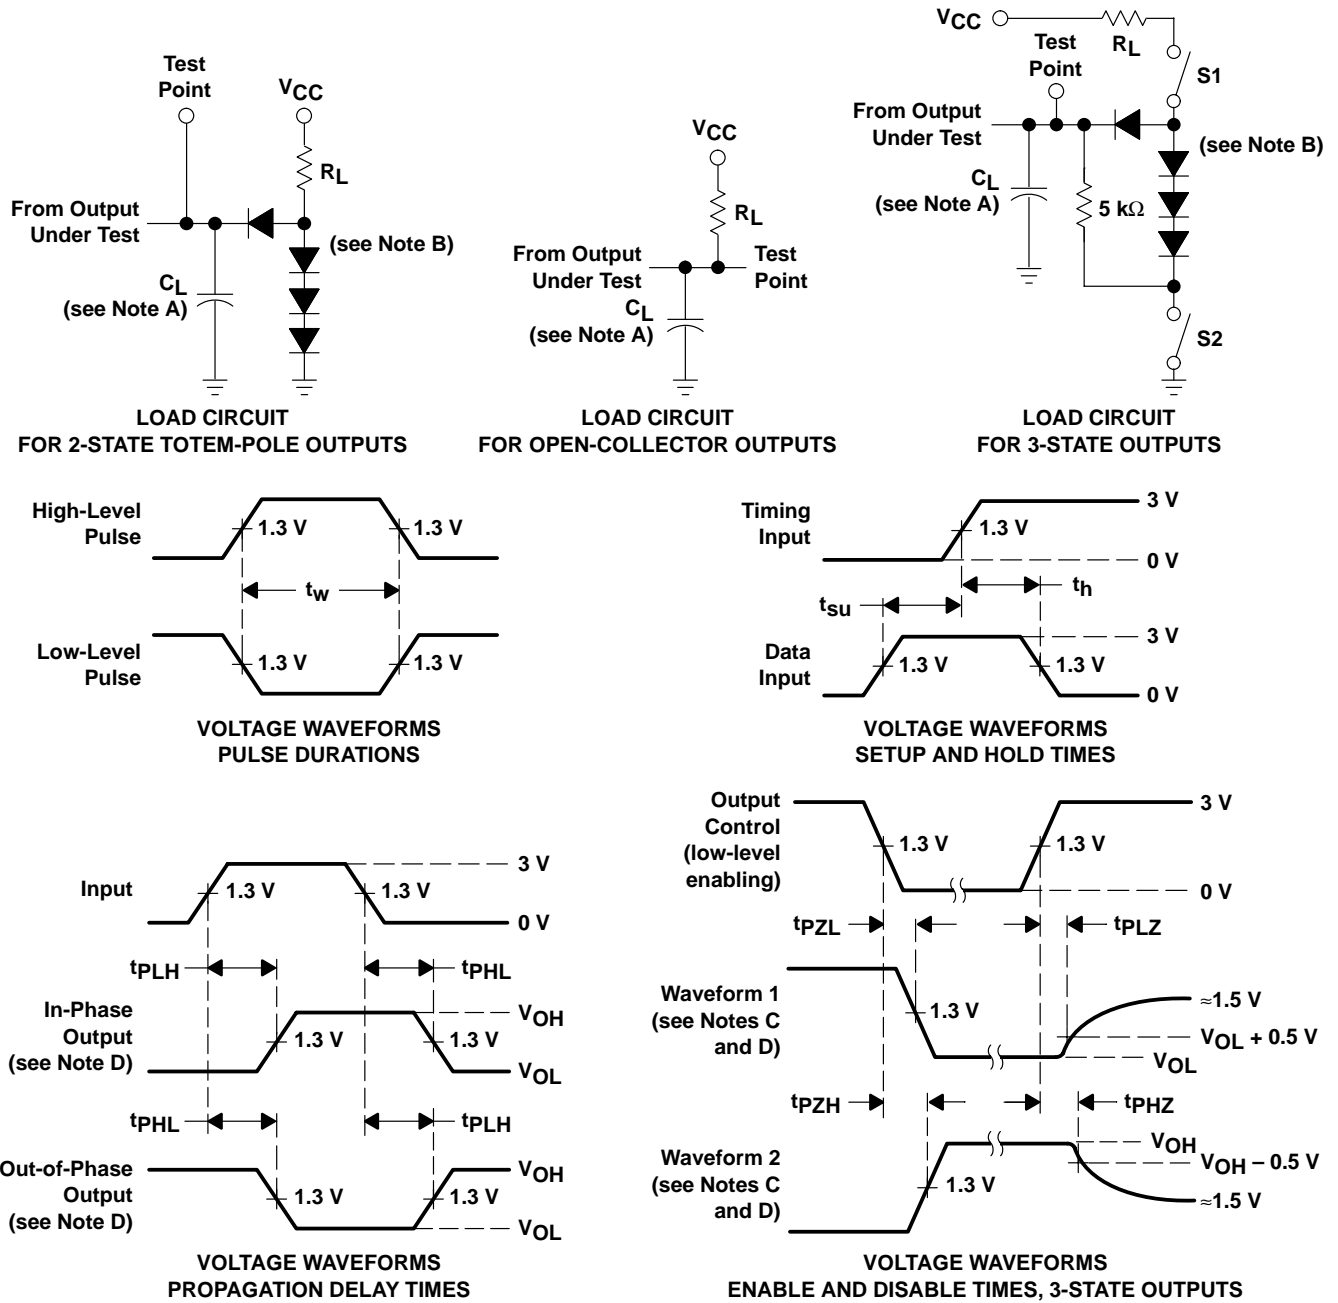 Test
Point
VCC
RL
From Output
Under Test
(see Note B)
CL
(see Note A)
LOAD CIRCUIT
FOR 2-STATE TOTEM-POLE OUTPUTS
VCC
RL
From Output
Under Test
Test
Point
CL
(see Note A)
LOAD CIRCUIT
FOR OPEN-COLLECTOR OUTPUTS
VCC
RL
Test
Point
S1
From Output
Under Test
(see Note B)
CL
(see Note A)
5 kΩ
S2
LOAD CIRCUIT
FOR 3-STATE OUTPUTS
High-Level
Pulse
1.3 V
1.3 V
tw
Low-Level
Pulse
1.3 V
1.3 V
VOLTAGE WAVEFORMS
PULSE DURATIONS
Timing
Input
1.3 V
3 V
0 V
tsu
th
Data
Input
1.3 V
1.3 V
3 V
0 V
VOLTAGE WAVEFORMS
SETUP AND HOLD TIMES
Input
1.3 V
1.3 V
3 V
0 V
tPLH
tPHL
In-Phase
Output
(see Note D)
1.3 V
1.3 V
VOH
VOL
tPHL
tPLH
Out-of-Phase
Output
(see Note D)
1.3 V
1.3 V
VOH
VOL
VOLTAGE WAVEFORMS
PROPAGATION DELAY TIMES
Output
Control
(low-level
enabling)
1.3 V
1.3 V
3 V
0 V
tPZL
tPLZ
Waveform 1
(see Notes C
and D)
1.3 V
≈1.5 V
VOL + 0.5 V
VOL
tPZH
tPHZ
Waveform 2
(see Notes C
and D)
1.3 V
VOH
VOH – 0.5 V
≈1.5 V
VOLTAGE WAVEFORMS
ENABLE AND DISABLE TIMES, 3-STATE OUTPUTS